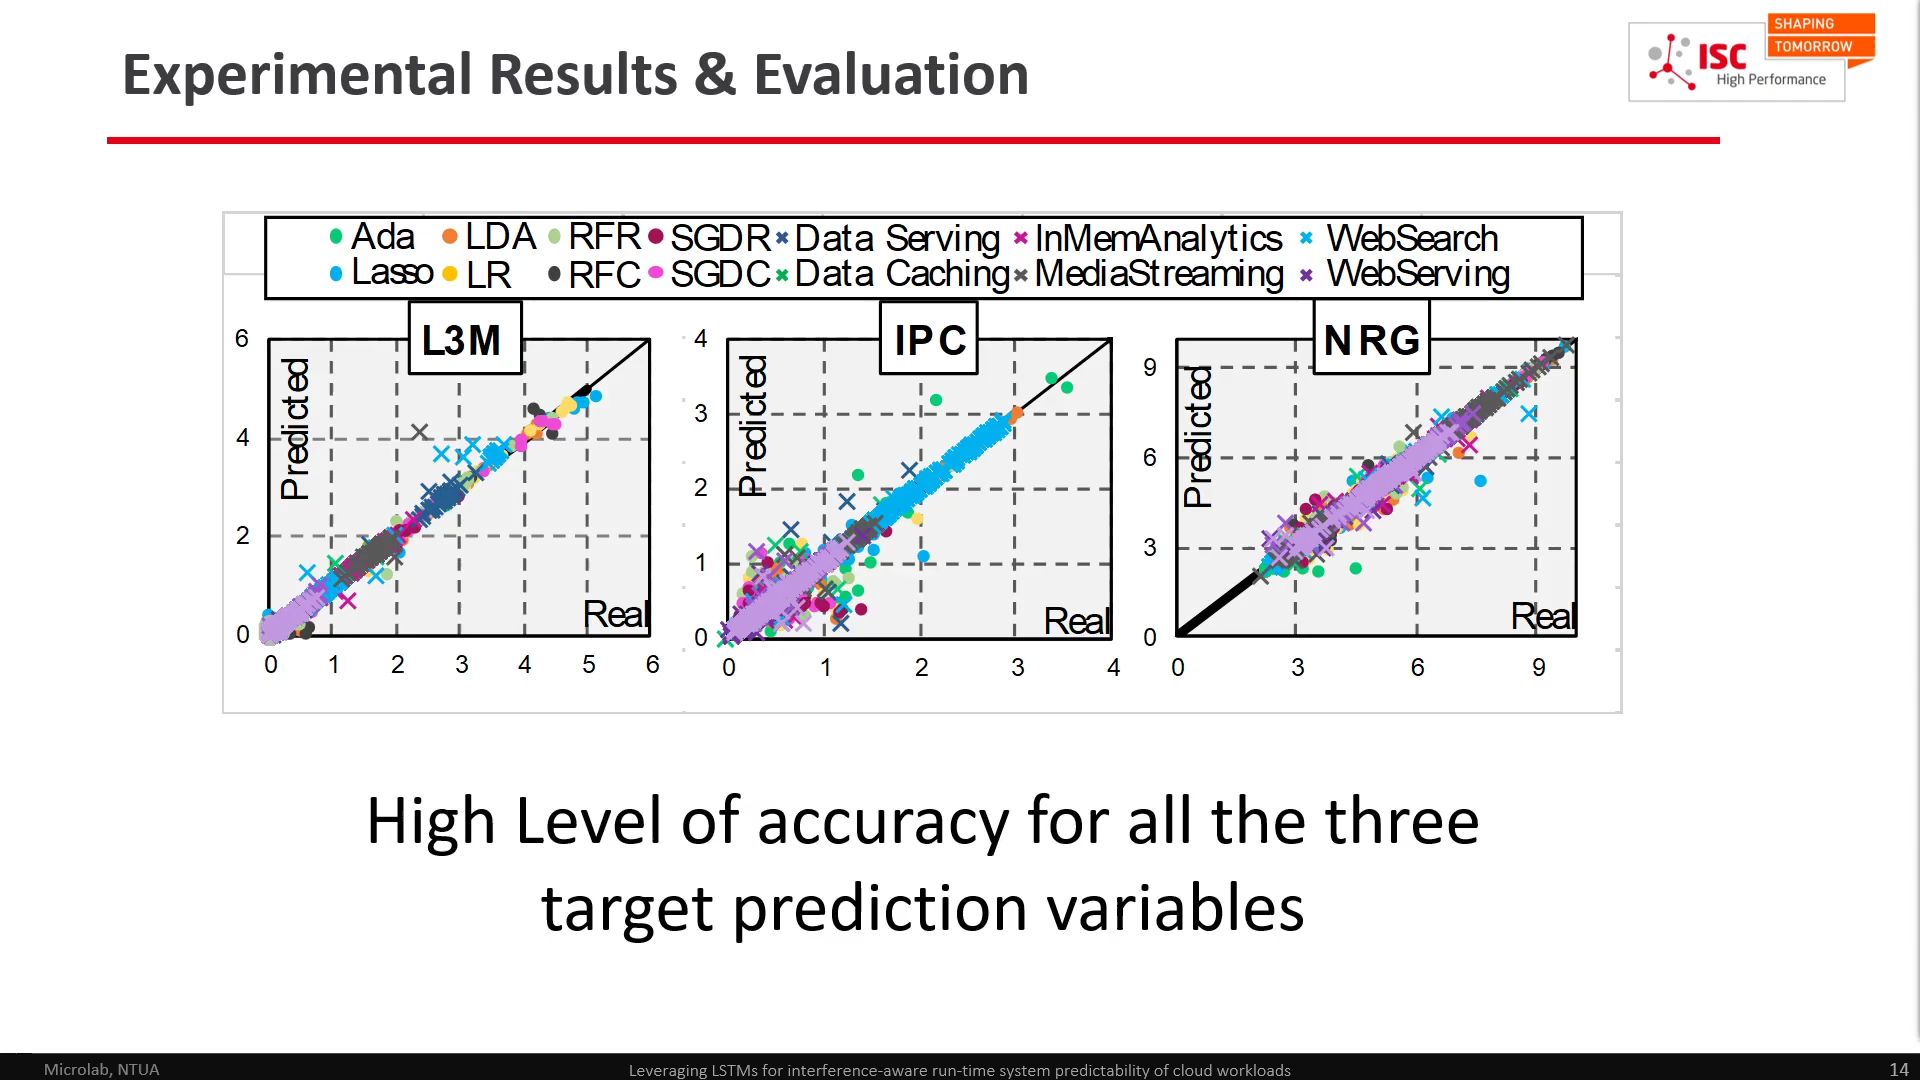 Experimental Results & Evaluation
SHAPING
TOMORROW
ISC
High Performance
Ada LDA RFR SGDR Data Serving InMemAnalytics WebSearch
Lasso LR RFC SGDC Data Caching MediaStreaming WebServing
L3M
IPC
NRG
6
4
2
0
Predicted
Real
0 1 2 3 4 5 6
4
3
2
1
0
Predicted
Real
0 1 2 3 4
9
6
3
0
Predicted
Real
0 3 6 9
High Level of accuracy for all the three
target prediction variables
Microlab, NTUA
Leveraging LSTMs for interference-aware run-time system predictability of cloud workloads
14